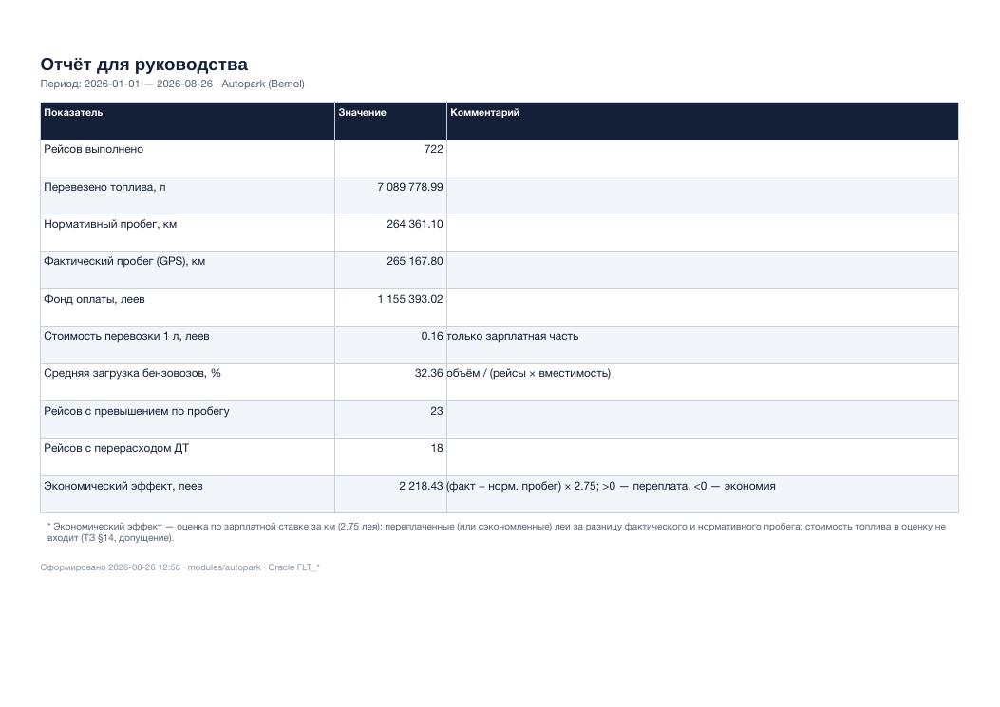 Отчёт для руководства
Период: 2026-01-01 — 2026-08-26 · Autopark (Bemol)
Показатель Значение Комментарий
Рейсов выполнено 722
Перевезено топлива, л 7 089 778.99
Нормативный пробег, км 264 361.10
Фактический пробег (GPS), км 265 167.80
Фонд оплаты, леев 1 155 393.02
Стоимость перевозки 1 л, леев 0.16 только зарплатная часть
Средняя загрузка бензовозов, % 32.36 объём / (рейсы × вместимость)
Рейсов с превышением по пробегу 23
Рейсов с перерасходом ДТ 18
Экономический эффект, леев 2 218.43 (факт − норм. пробег) × 2.75; >0 — переплата, <0 — экономия
* Экономический эффект — оценка по зарплатной ставке за км (2.75 лея): переплаченные (или сэкономленные) леи за разницу фактического и нормативного пробега; стоимость топлива в оценку не
входит (ТЗ §14, допущение).
Сформировано 2026-08-26 12:56 · modules/autopark · Oracle FLT_*